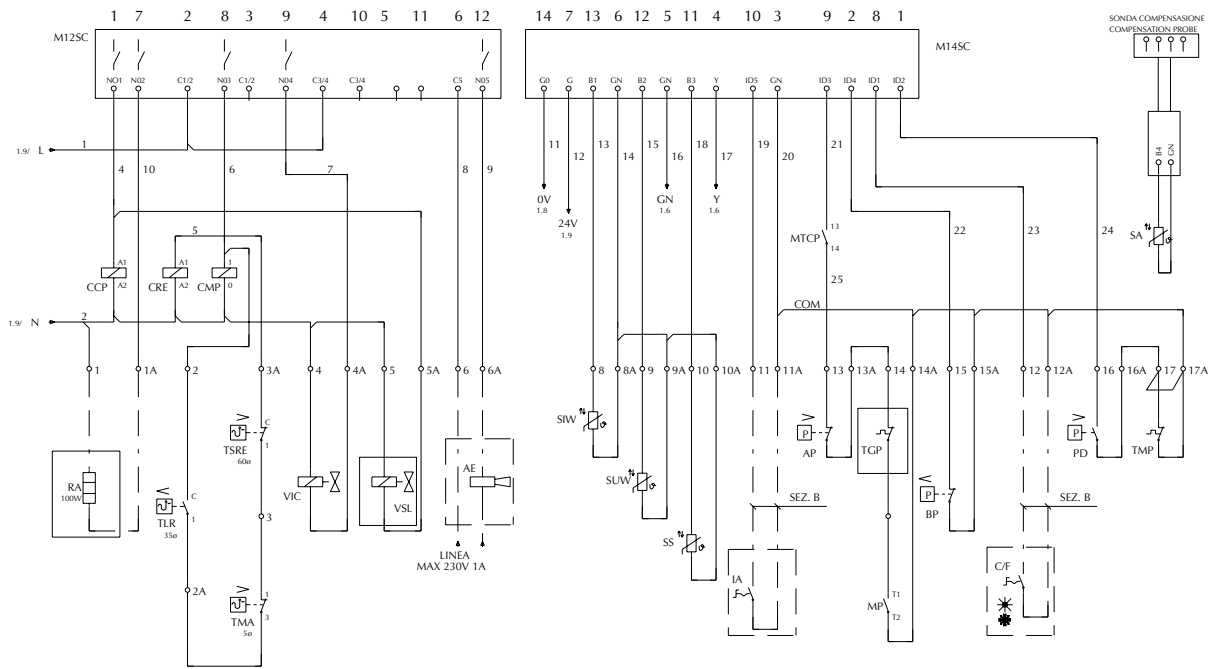 1 7 2 8 3 9 4 10 5 11 6 12 14 7 13 6 12 5 11 4 10 3 9 2 8 1
SONDA COMPENSASIONE
COMPENSATION PROBE
M12SC
M14SC
NO1 N02 C1/2 N03 C1/2 N04 C3/4 C3/4 C5 N05 G0 G B1 GN B2 GN B3 Y ID5 GN ID3 ID4 ID1 ID2
1.9/ L 1
4 10 6 7 8 9
11 12 13 14 15 16 17 18 19 20 21
B4 GN
0V
1.8
24V
1.9
GN
1.6
Y
1.6
5
13
MTCP
14
25
22 23 24
SA
A1 A1 1
CCP A2 CRE A2 CMP 0
COM
1.9/ N 2
1 1A 2 3A 4 4A 5 5A 6 6A 8 8A 9 9A 10 10A 11 11A 13 13A 14 14A 15 15A 12 12A 16 16A 17 17A
C
TSRE 1
60ø
SIW
P
AP
TGP
P
PD
TMP
RA
100W
C
TLR 1
35ø
VIC
VSL
AE
SUW
P
BP
SEZ. B
SEZ. B
3
LINEA
MAX 230V 1A
SS
IA
C/F
2A
1
TMA 3
5ø
T1
MP
T2